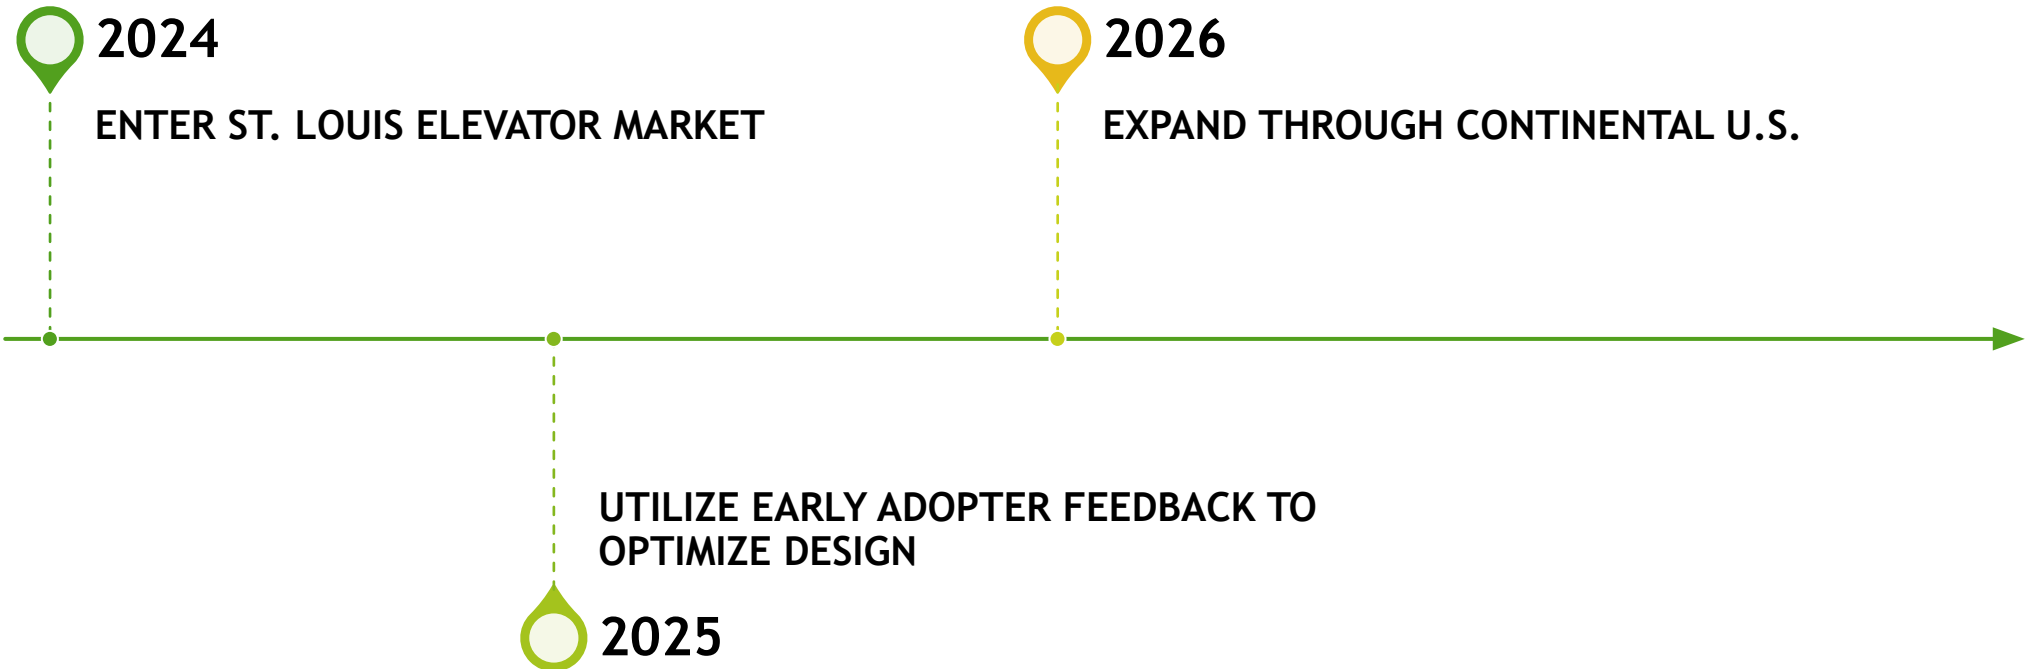 2024
ENTER ST. LOUIS ELEVATOR MARKET
2026
EXPAND THROUGH CONTINENTAL U.S.
UTILIZE EARLY ADOPTER FEEDBACK TO
OPTIMIZE DESIGN
2025